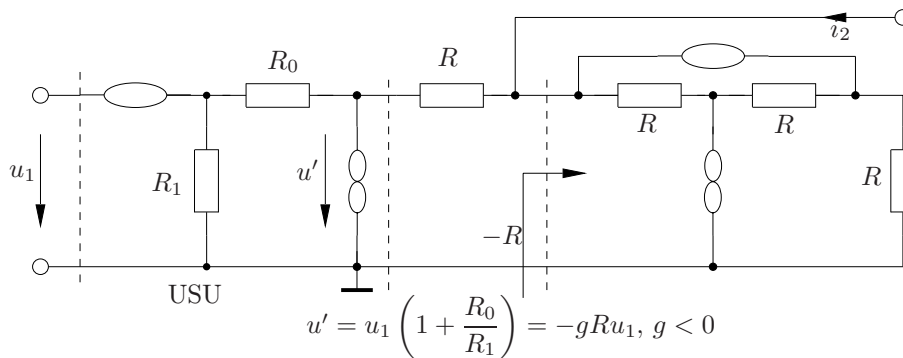 i₂
R₀
R
R
R
u₁
R₁
u′
R
−R
USU
u′ = u₁ (1 + R₀/R₁) = −gRu₁, g < 0